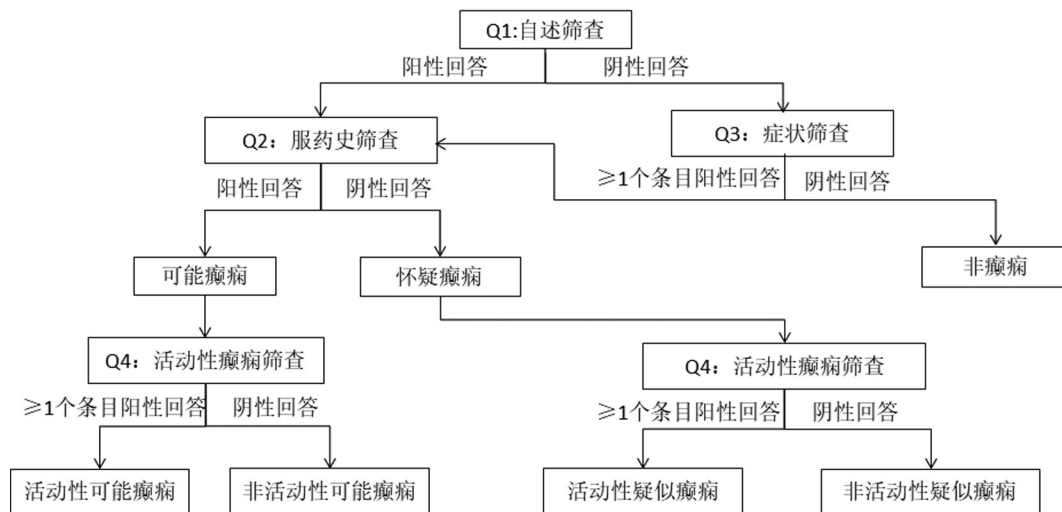 Q1:自述筛查
阳性回答
阴性回答
Q2：服药史筛查
Q3：症状筛查
阳性回答
阴性回答
≥1个条目阳性回答
阴性回答
可能癫痫
怀疑癫痫
非癫痫
Q4：活动性癫痫筛查
Q4：活动性癫痫筛查
≥1个条目阳性回答
阴性回答
≥1个条目阳性回答
阴性回答
活动性可能癫痫
非活动性可能癫痫
活动性疑似癫痫
非活动性疑似癫痫